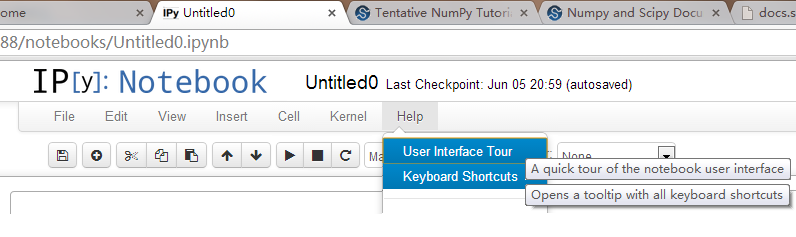 IPy Untitled0
Tentative NumPy Tutoria
Numpy and Scipy Docu
docs.s
88/notebooks/Untitled0.ipynb
IP[y]: Notebook
Untitled0 Last Checkpoint: Jun 05 20:59 (autosaved)
File Edit View Insert Cell Kernel Help
Ma
None
User Interface Tour
A quick tour of the notebook user interface
Keyboard Shortcuts
Opens a tooltip with all keyboard shortcuts